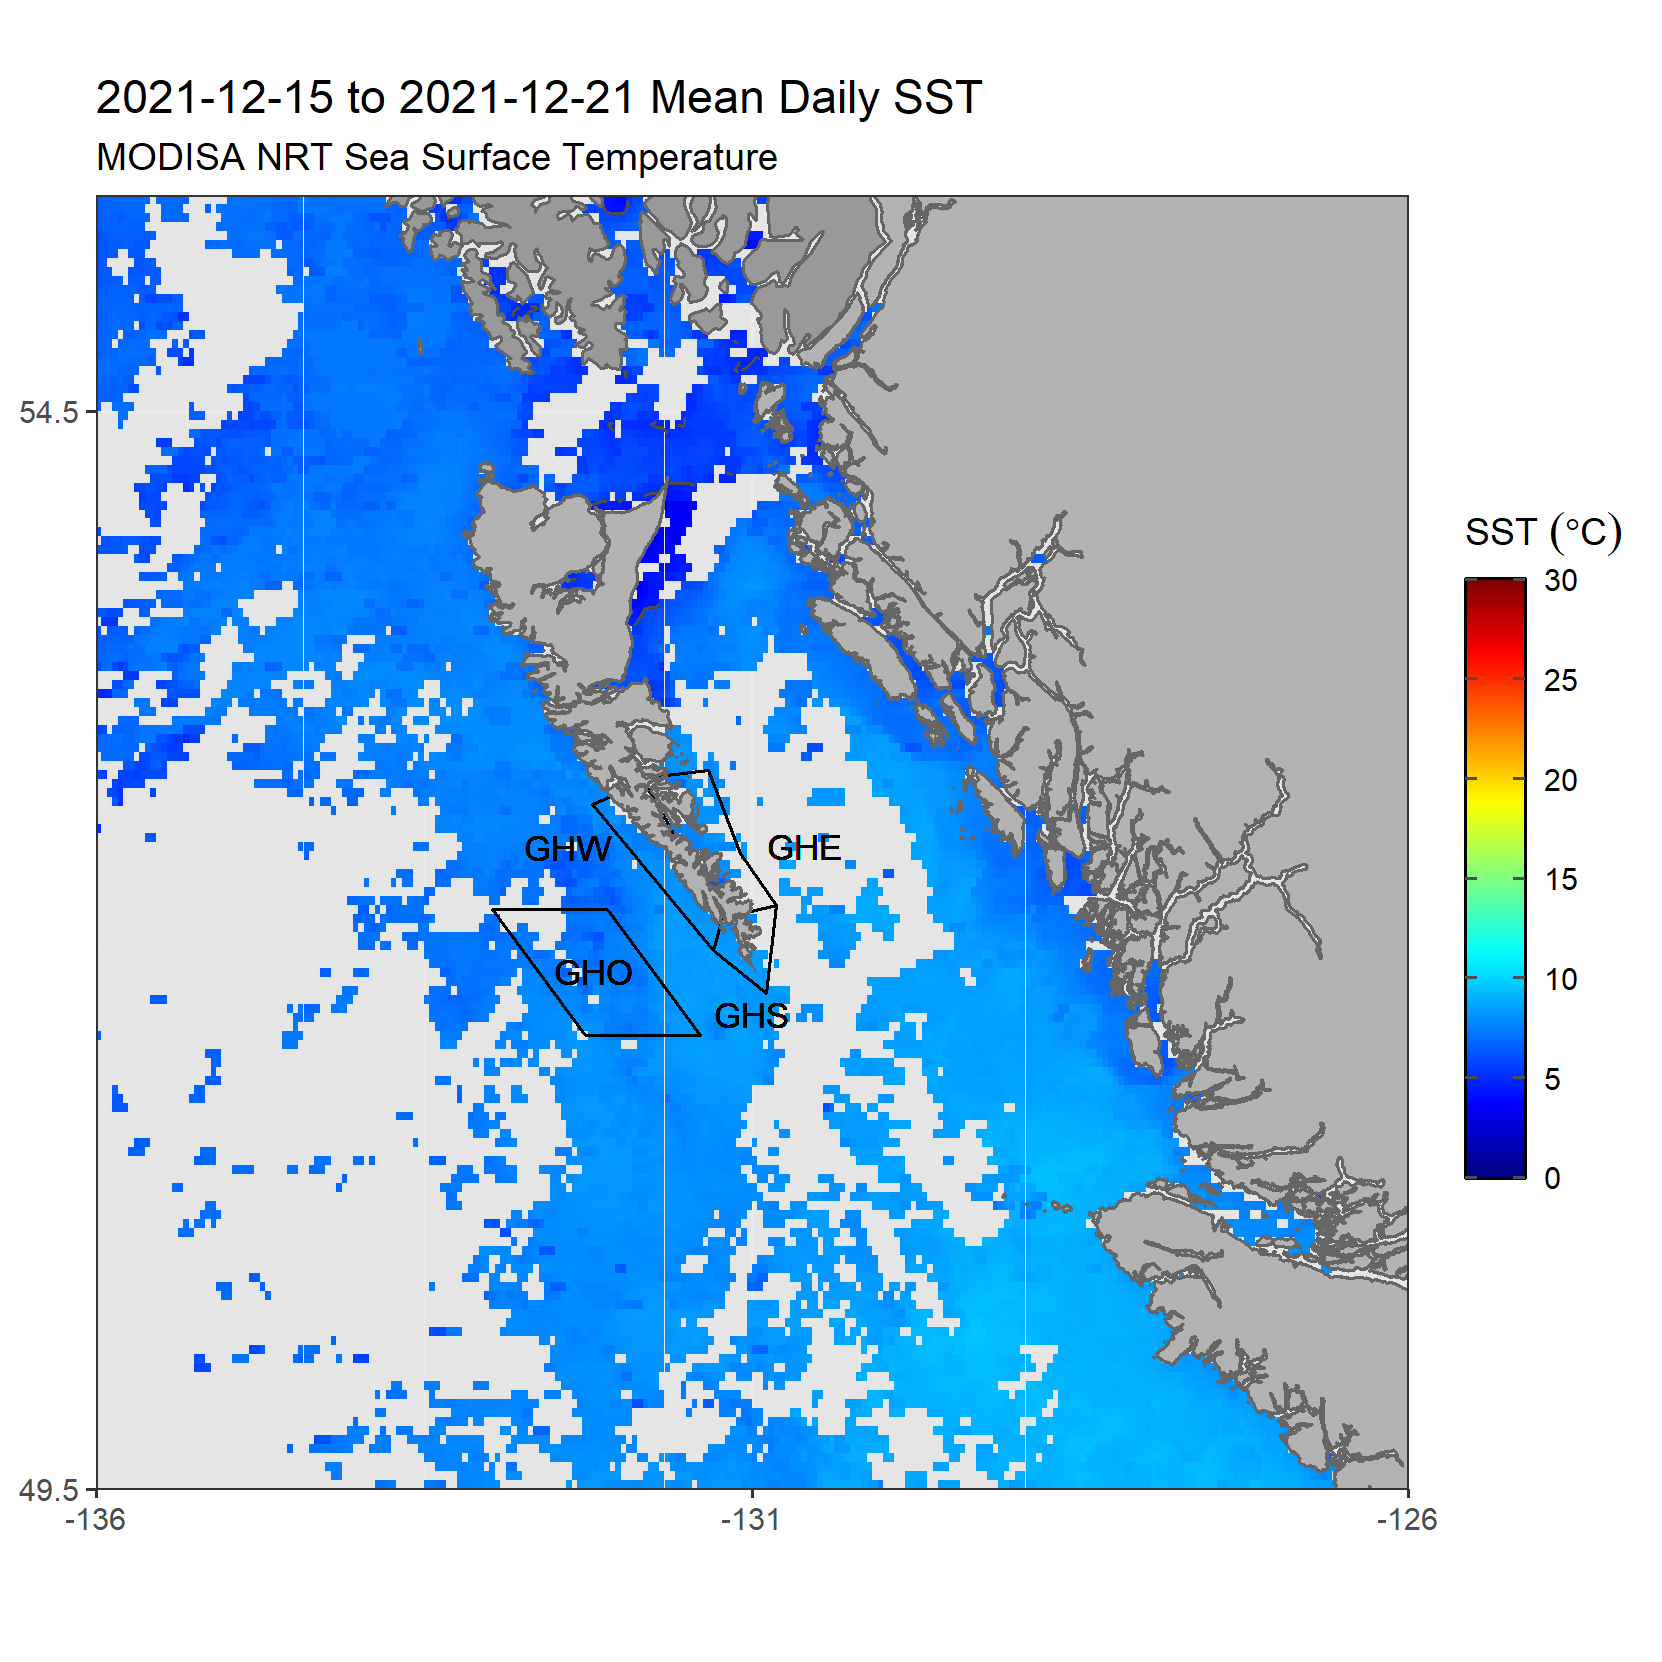 2021-12-15 to 2021-12-21 Mean Daily SST
MODISA NRT Sea Surface Temperature
SST (°C)
30
25
20
15
10
5
0
54.5
49.5
-136
-131
-126
GHW
GHE
GHO
GHS